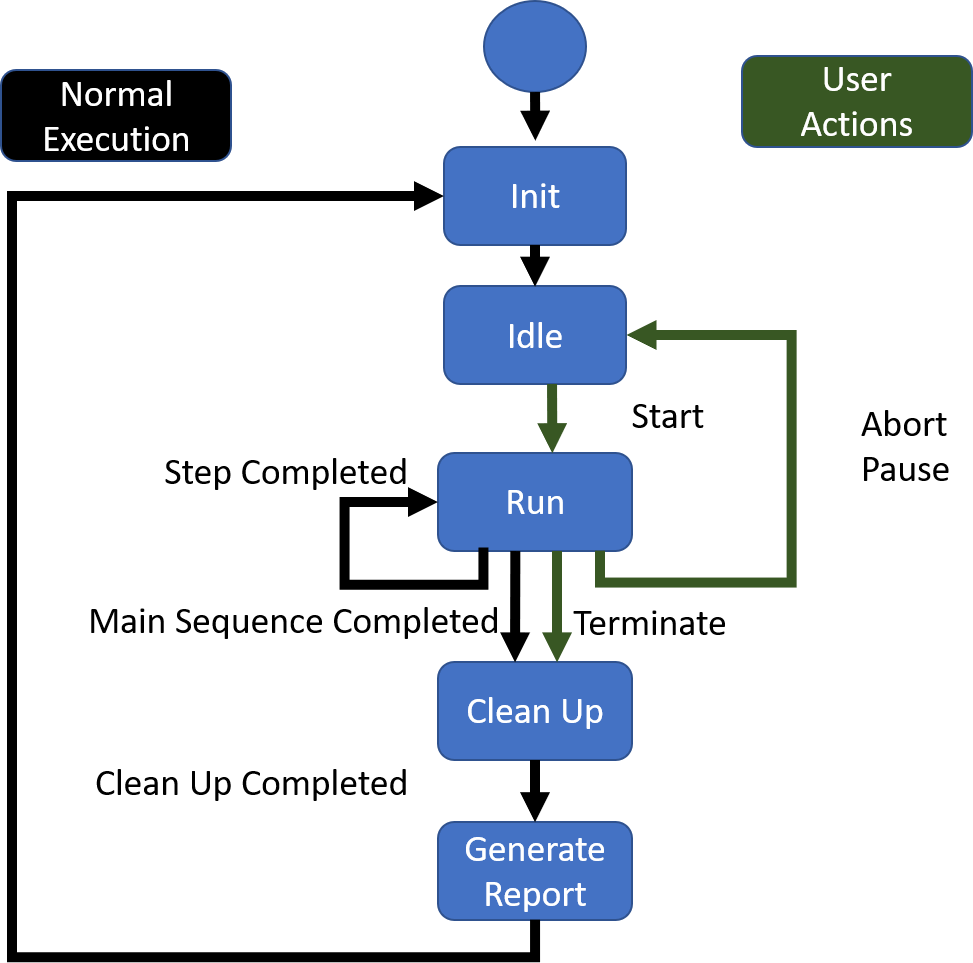 Normal
Execution
User
Actions
Init
Idle
Start
Abort
Pause
Step Completed
Run
Main Sequence Completed
Terminate
Clean Up
Clean Up Completed
Generate
Report